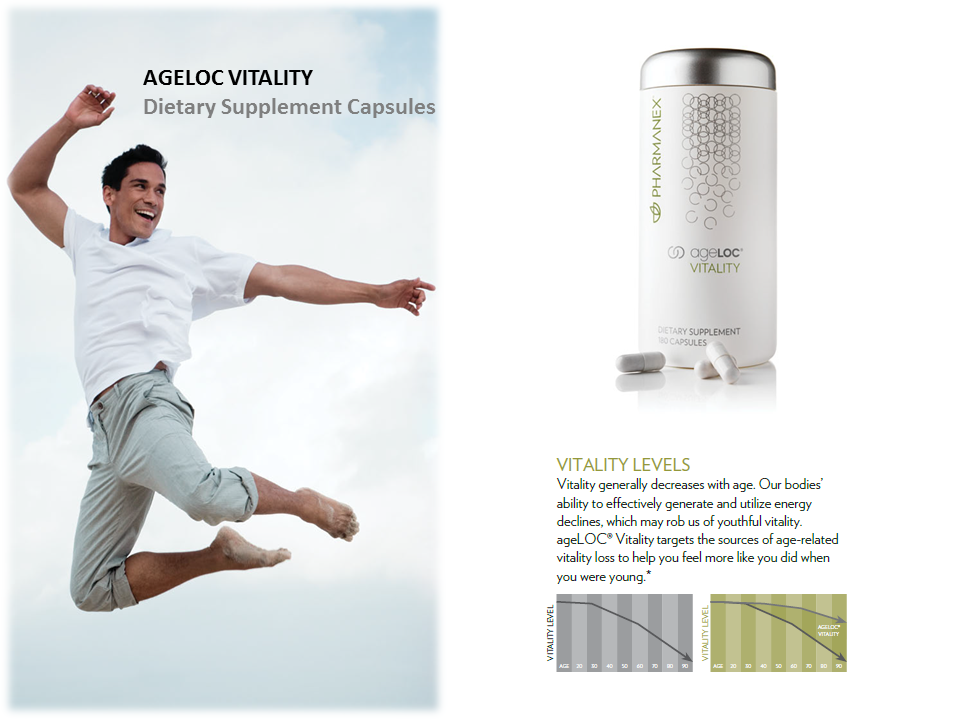 AGELOC VITALITY
Dietary Supplement Capsules
PHARMANEX
ageLOC®
VITALITY
DIETARY SUPPLEMENT
180 CAPSULES
VITALITY LEVELS
Vitality generally decreases with age. Our bodies’
ability to effectively generate and utilize energy
declines, which may rob us of youthful vitality.
ageLOC® Vitality targets the sources of age-related
vitality loss to help you feel more like you did when
you were young.*
VITALITY LEVEL
AGE 20 30 40 50 60 70 80 90
VITALITY LEVEL
AGELOC®
VITALITY
AGE 20 30 40 50 60 70 80 90